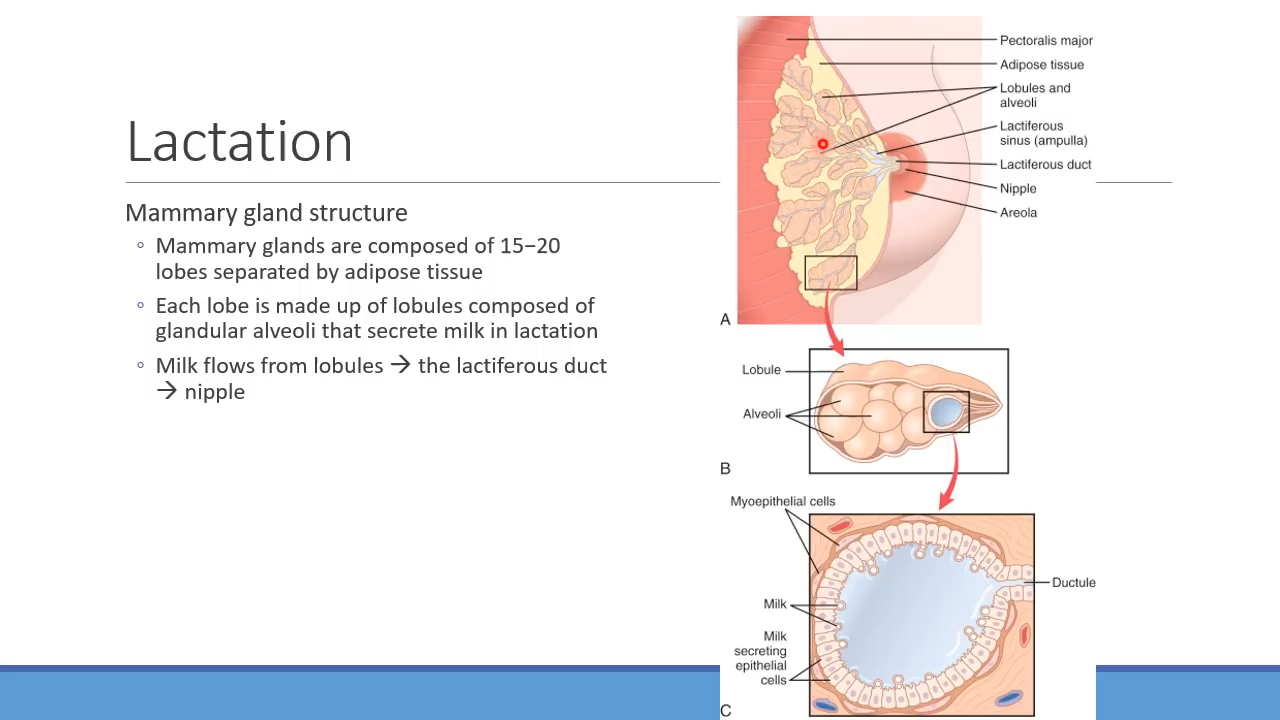 Lactation
Mammary gland structure
◦ Mammary glands are composed of 15–20
lobes separated by adipose tissue
◦ Each lobe is made up of lobules composed of
glandular alveoli that secrete milk in lactation
◦ Milk flows from lobules → the lactiferous duct
→ nipple
Pectoralis major
Adipose tissue
Lobules and
alveoli
Lactiferous
sinus (ampulla)
Lactiferous duct
Nipple
Areola
A
Lobule
Alveoli
B
Myoepithelial cells
Ductule
Milk
Milk
secreting
epithelial
cells
C